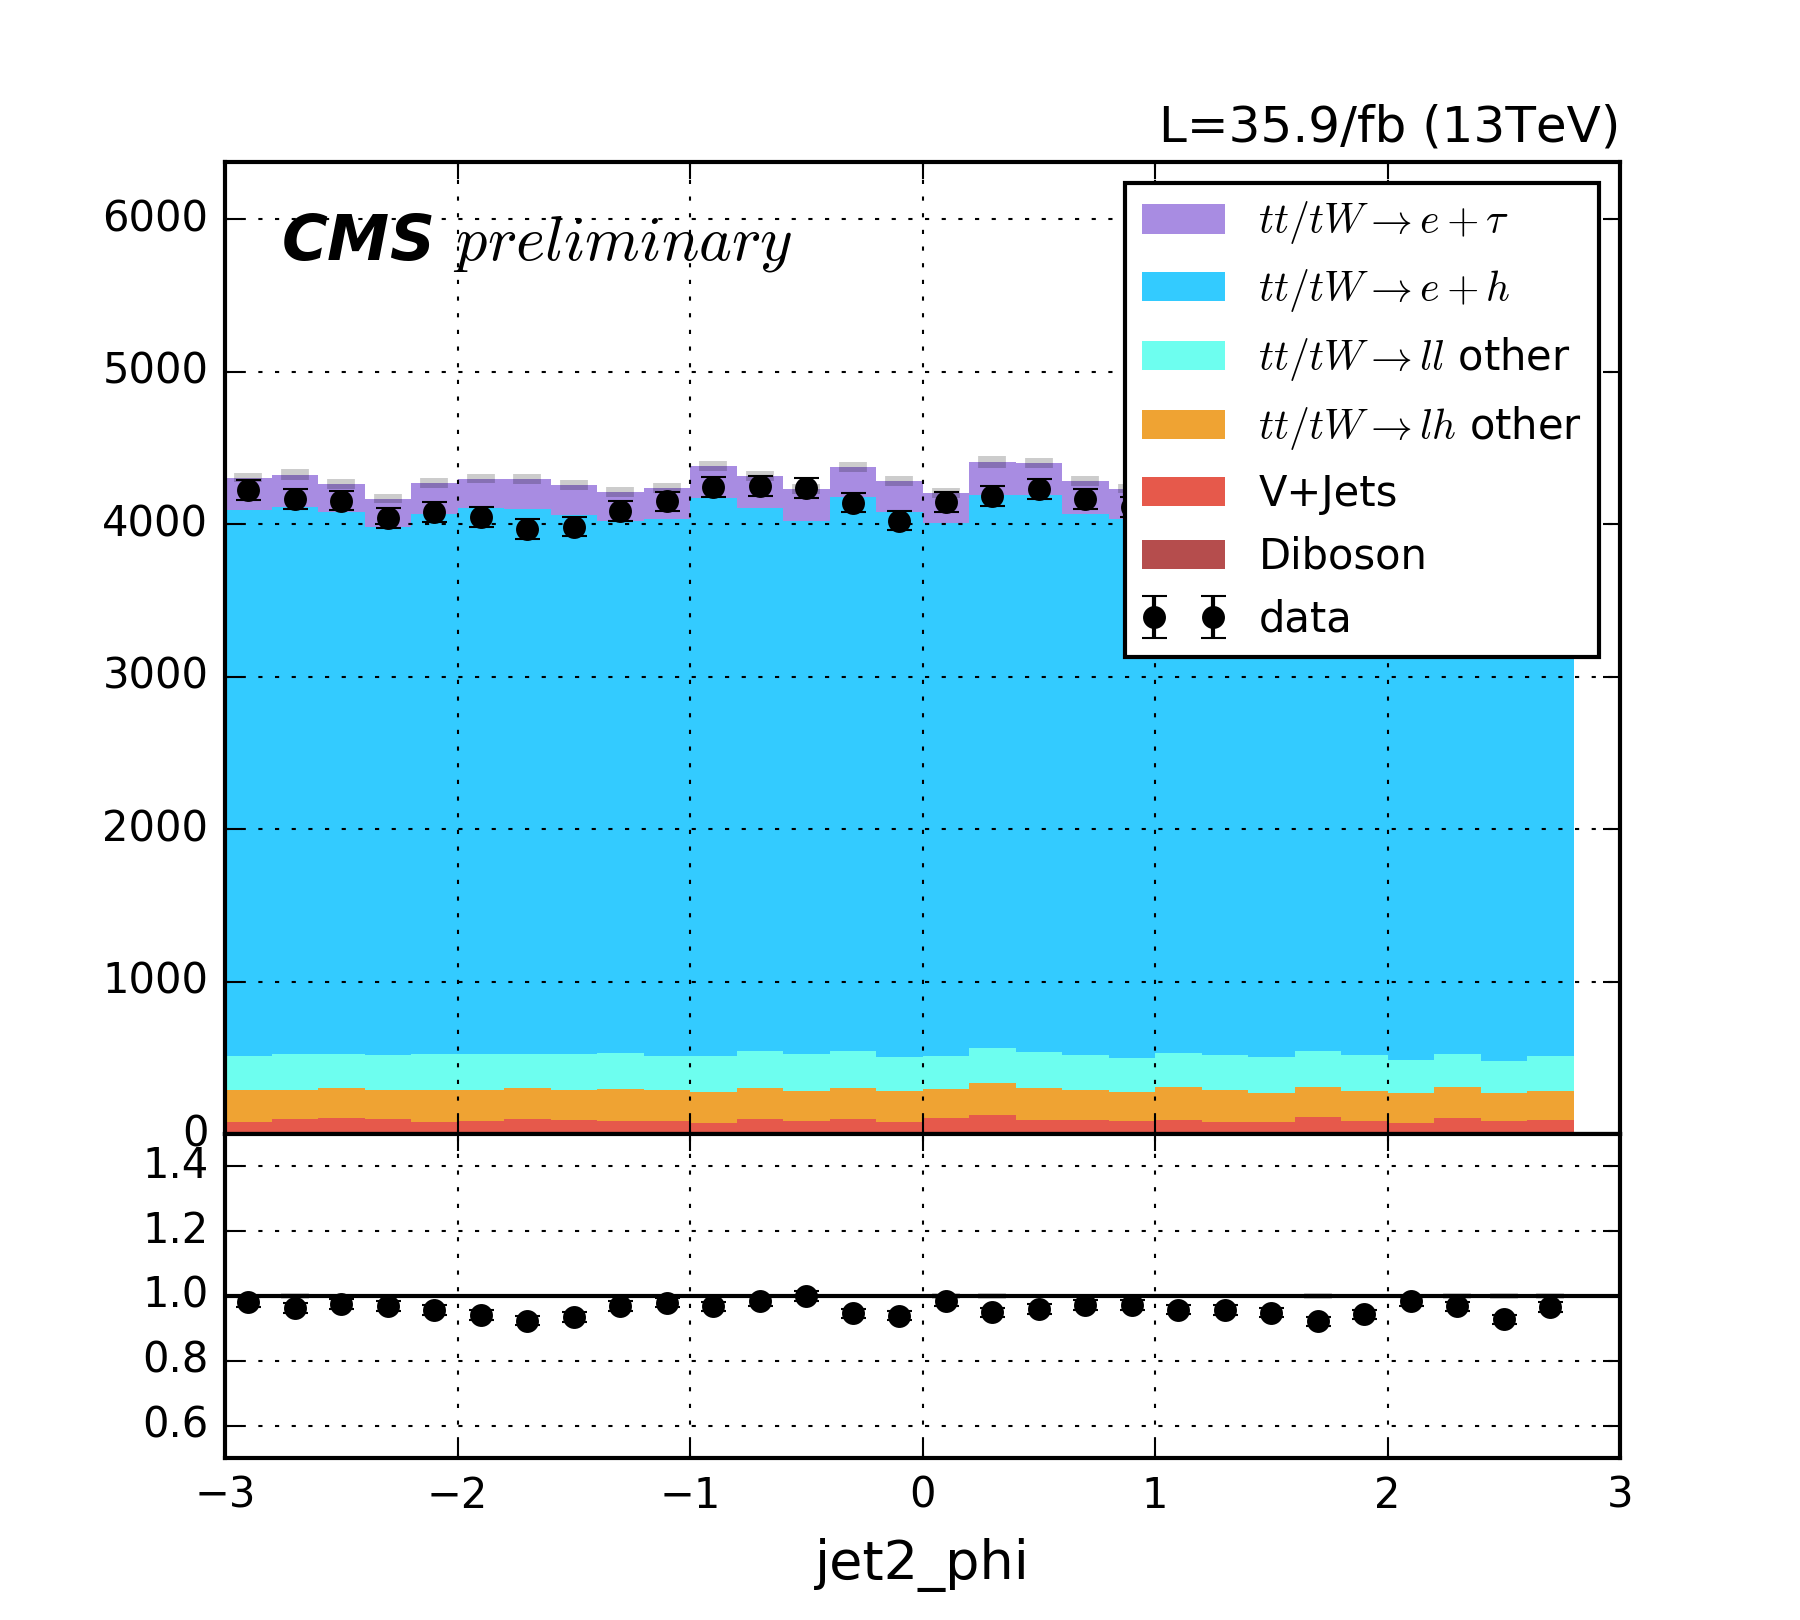 L=35.9/fb (13TeV)
CMS preliminary
6000
5000
4000
3000
2000
1000
0
tt/tW→e+τ
tt/tW→e+h
tt/tW→ll other
tt/tW→lh other
V+Jets
Diboson
data
1.4
1.2
1.0
0.8
0.6
−3 −2 −1 0 1 2 3
jet2_phi